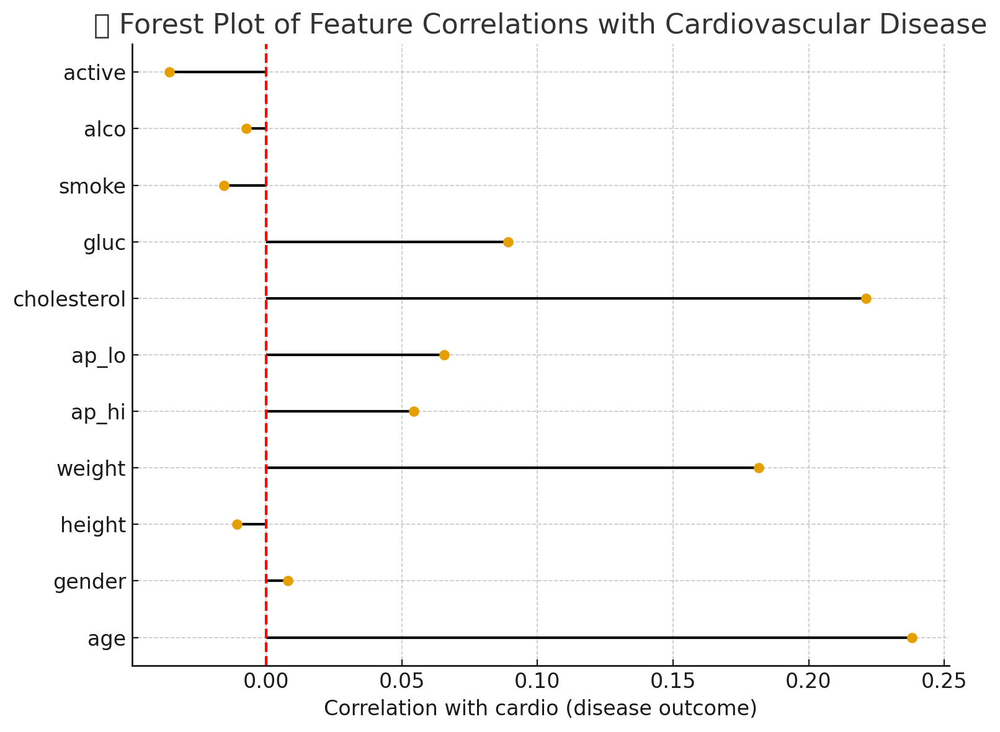 ▯ Forest Plot of Feature Correlations with Cardiovascular Disease
active
alco
smoke
gluc
cholesterol
ap_lo
ap_hi
weight
height
gender
age
0.00 0.05 0.10 0.15 0.20 0.25
Correlation with cardio (disease outcome)